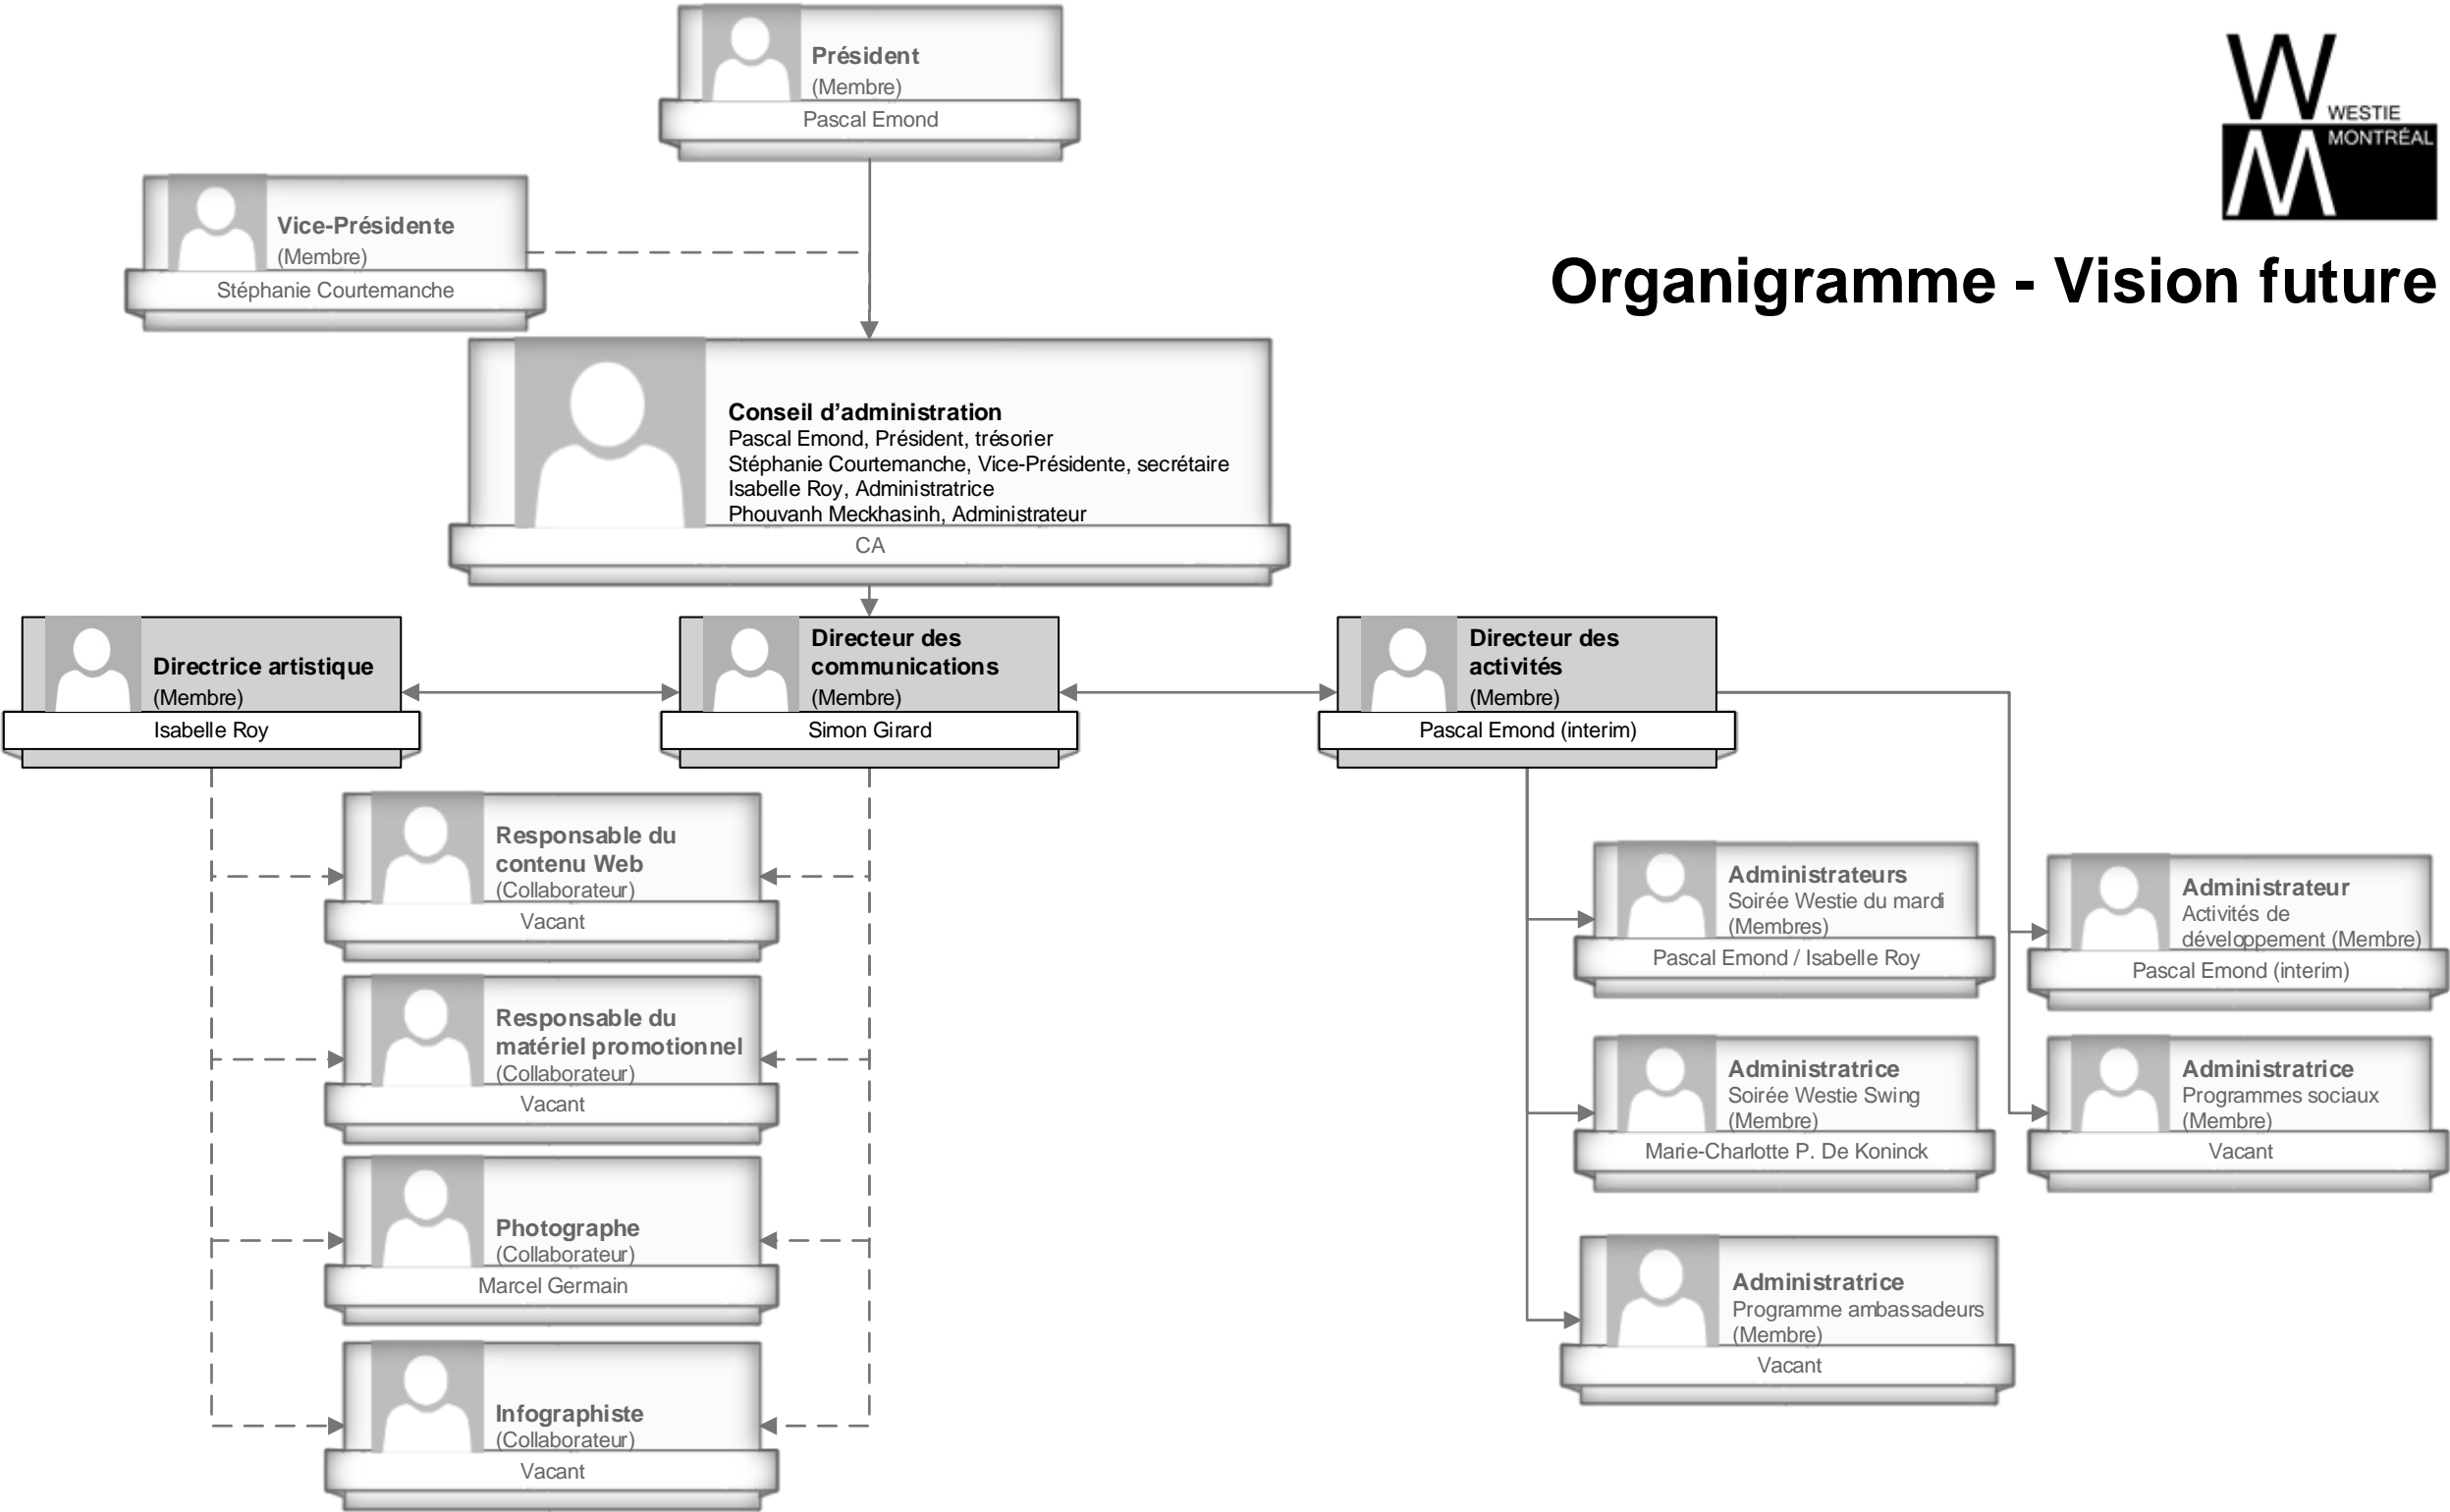 Président
(Membre)
Pascal Emond
WESTIE
MONTRÉAL
Vice-Présidente
(Membre)
Stéphanie Courtemanche
Organigramme - Vision future
Conseil d’administration
Pascal Emond, Président, trésorier
Stéphanie Courtemanche, Vice-Présidente, secrétaire
Isabelle Roy, Administratrice
Phouvanh Meckhasinh, Administrateur
CA
Directrice artistique
(Membre)
Isabelle Roy
Directeur des
communications
(Membre)
Simon Girard
Directeur des
activités
(Membre)
Pascal Emond (interim)
Responsable du
contenu Web
(Collaborateur)
Vacant
Responsable du
matériel promotionnel
(Collaborateur)
Vacant
Photographe
(Collaborateur)
Marcel Germain
Infographiste
(Collaborateur)
Vacant
Administrateurs
Soirée Westie du mardi
(Membres)
Pascal Emond / Isabelle Roy
Administrateur
Activités de
développement (Membre)
Pascal Emond (interim)
Administratrice
Soirée Westie Swing
(Membre)
Marie-Charlotte P. De Koninck
Administratrice
Programmes sociaux
(Membre)
Vacant
Administratrice
Programme ambassadeurs
(Membre)
Vacant